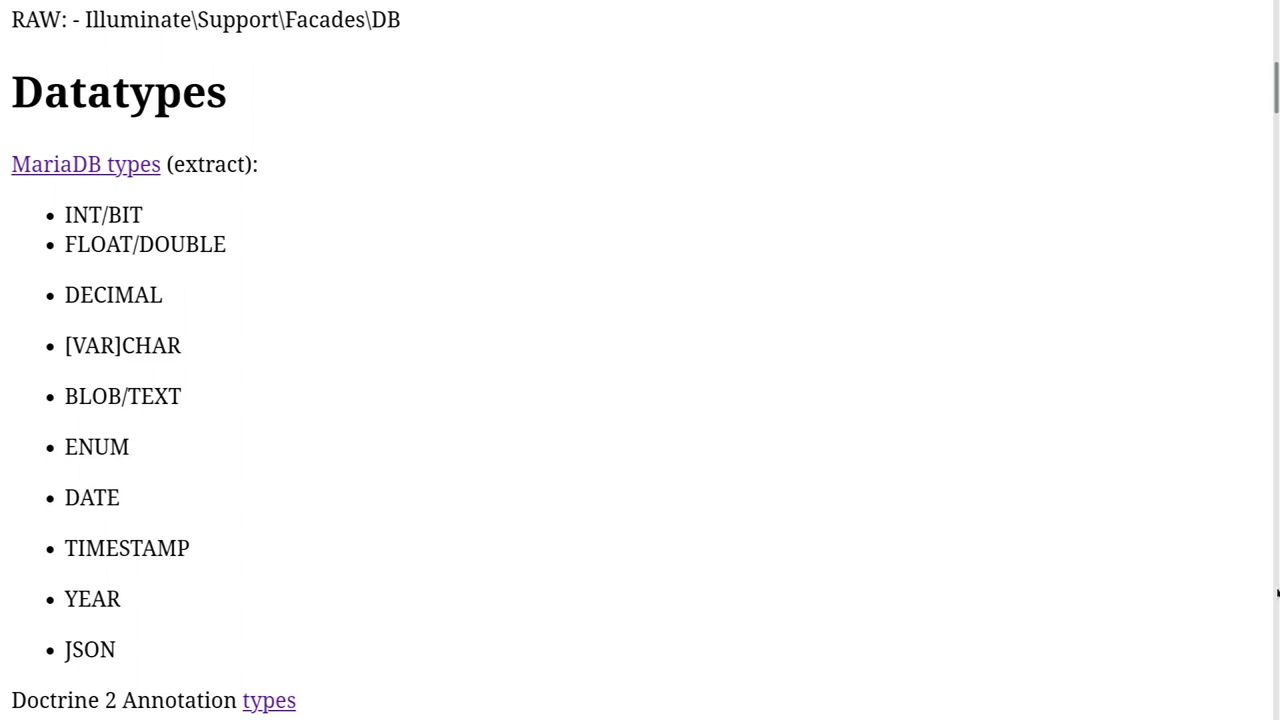 RAW: - Illuminate\Support\Facades\DB
Datatypes
MariaDB types (extract):
• INT/BIT
• FLOAT/DOUBLE
• DECIMAL
• [VAR]CHAR
• BLOB/TEXT
• ENUM
• DATE
• TIMESTAMP
• YEAR
• JSON
Doctrine 2 Annotation types